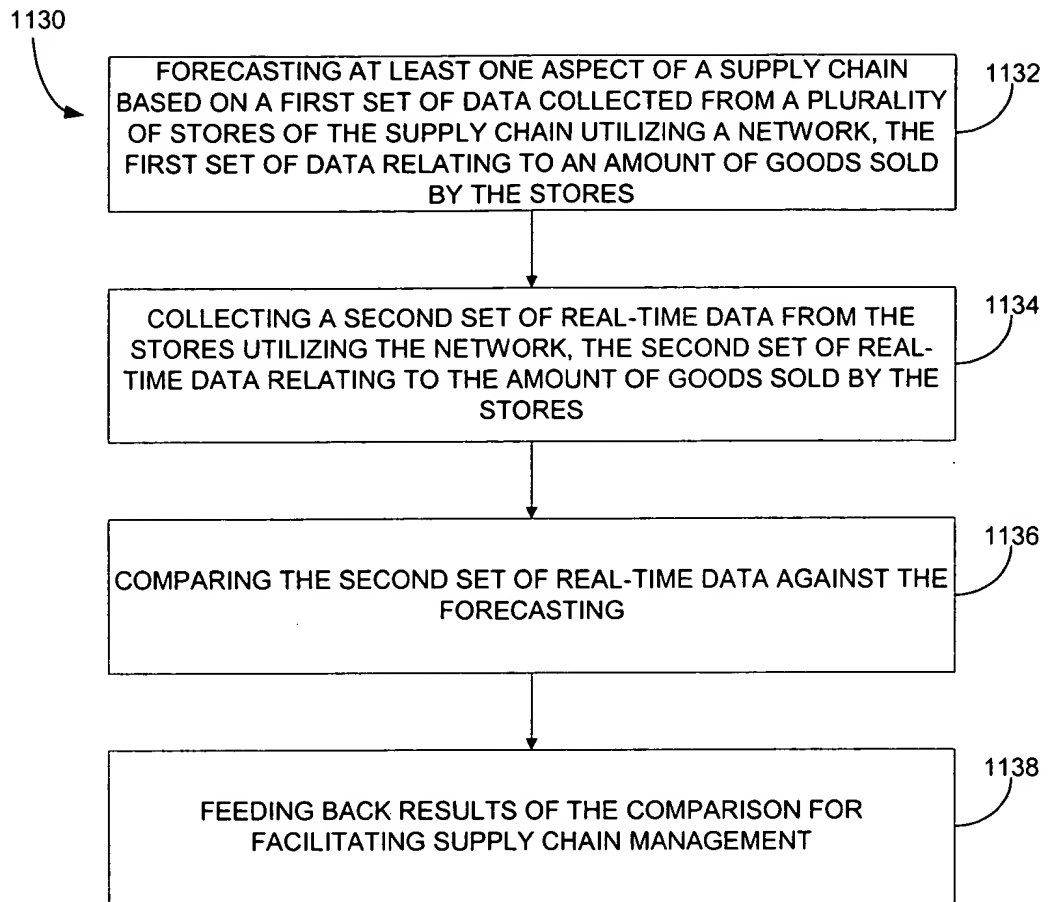 1130
FORECASTING AT LEAST ONE ASPECT OF A SUPPLY CHAIN
BASED ON A FIRST SET OF DATA COLLECTED FROM A PLURALITY
OF STORES OF THE SUPPLY CHAIN UTILIZING A NETWORK, THE
FIRST SET OF DATA RELATING TO AN AMOUNT OF GOODS SOLD
BY THE STORES
1132
COLLECTING A SECOND SET OF REAL-TIME DATA FROM THE
STORES UTILIZING THE NETWORK, THE SECOND SET OF REAL-
TIME DATA RELATING TO THE AMOUNT OF GOODS SOLD BY THE
STORES
1134
COMPARING THE SECOND SET OF REAL-TIME DATA AGAINST THE
FORECASTING
1136
FEEDING BACK RESULTS OF THE COMPARISON FOR
FACILITATING SUPPLY CHAIN MANAGEMENT
1138